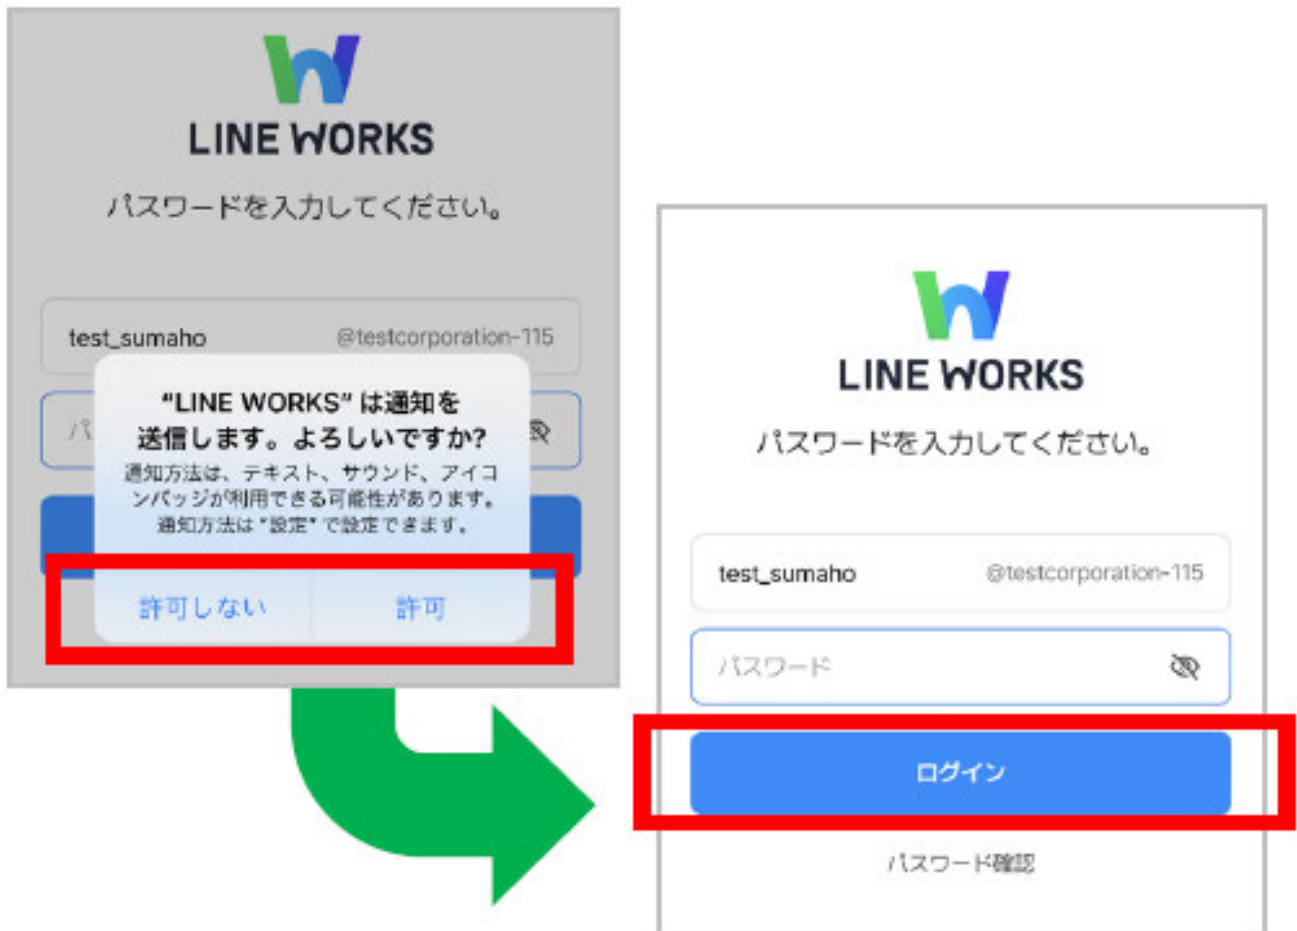 LINE WORKS
パスワードを入力してください。
test_sumaho @testcorporation-115
パ
"LINE WORKS"は通知を
送信します。よろしいですか?
通知方法は、テキスト、サウンド、アイコ
ンバッジが利用できる可能性があります。
通知方法は"設定"で設定できます。
許可しない 許可
LINE WORKS
パスワードを入力してください。
test_sumaho @testcorporation-115
パスワード
ログイン
パスワード確認